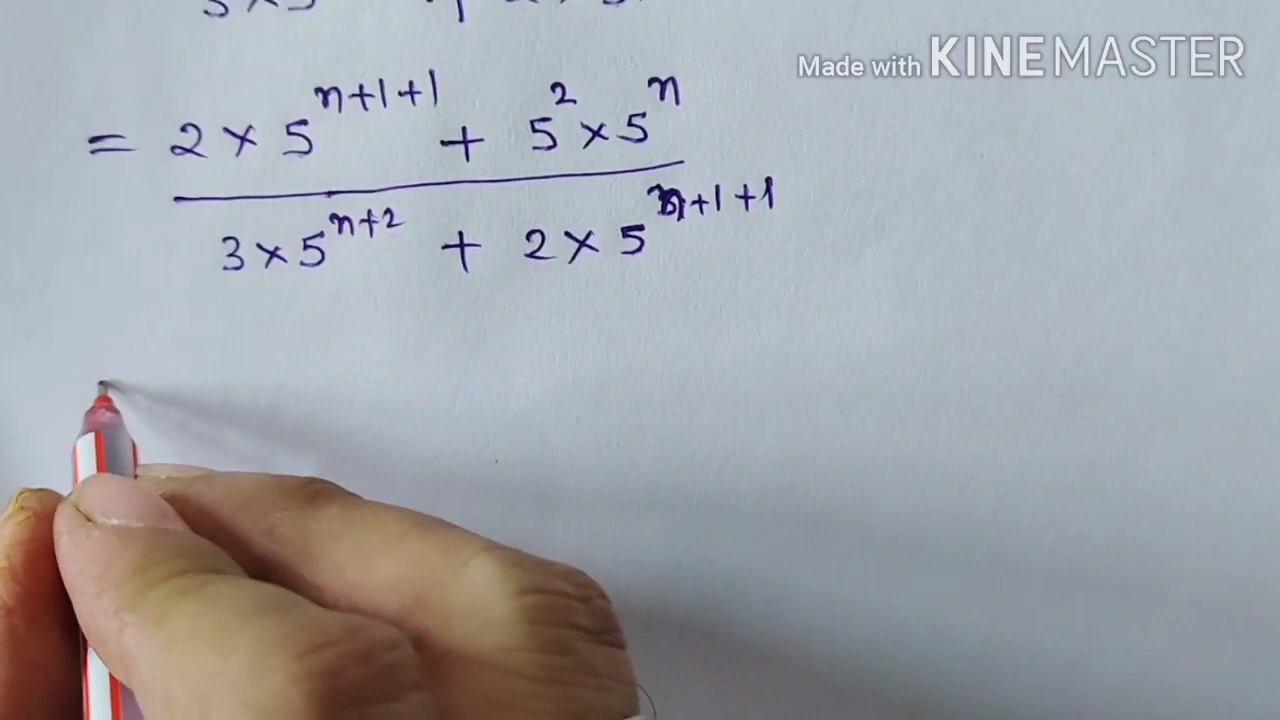 Made with KINEMASTER
= 2 × 5^{n+1+1} + 5^2 × 5^n
3 × 5^{n+2} + 2 × 5^{n+1+1}